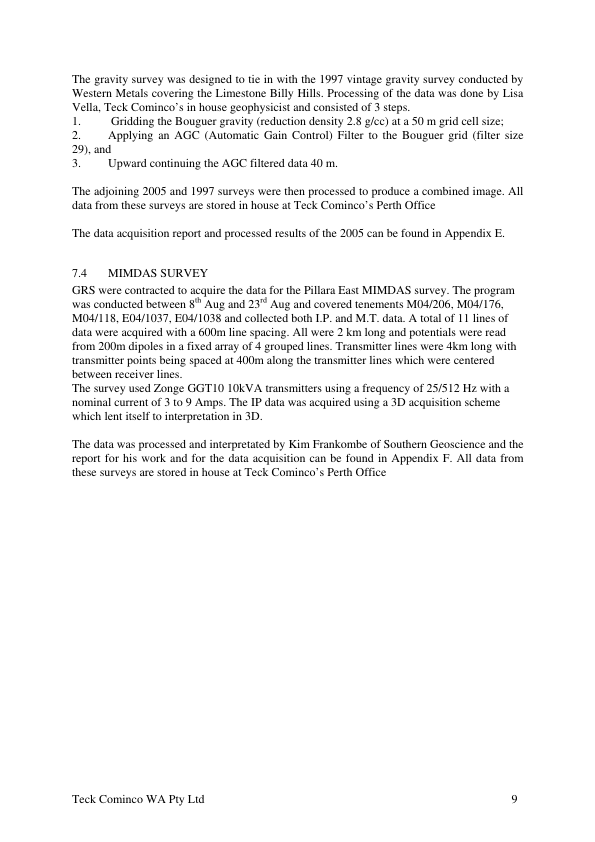 The gravity survey was designed to tie in with the 1997 vintage gravity survey conducted by
Western Metals covering the Limestone Billy Hills. Processing of the data was done by Lisa
Vella, Teck Cominco's in house geophysicist and consisted of 3 steps.
1. Gridding the Bouguer gravity (reduction density 2.8 g/cc) at a 50 m grid cell size;
2. Applying an AGC (Automatic Gain Control) Filter to the Bouguer grid (filter size
29), and
3. Upward continuing the AGC filtered data 40 m.
The adjoining 2005 and 1997 surveys were then processed to produce a combined image. All
data from these surveys are stored in house at Teck Cominco's Perth Office
The data acquisition report and processed results of the 2005 can be found in Appendix E.
7.4 MIMDAS SURVEY
GRS were contracted to acquire the data for the Pillara East MIMDAS survey. The program
was conducted between 8th Aug and 23rd Aug and covered tenements M04/206, M04/176,
M04/118, E04/1037, E04/1038 and collected both I.P. and M.T. data. A total of 11 lines of
data were acquired with a 600m line spacing. All were 2 km long and potentials were read
from 200m dipoles in a fixed array of 4 grouped lines. Transmitter lines were 4km long with
transmitter points being spaced at 400m along the transmitter lines which were centered
between receiver lines.
The survey used Zonge GGT10 10kVA transmitters using a frequency of 25/512 Hz with a
nominal current of 3 to 9 Amps. The IP data was acquired using a 3D acquisition scheme
which lent itself to interpretation in 3D.
The data was processed and interpretated by Kim Frankombe of Southern Geoscience and the
report for his work and for the data acquisition can be found in Appendix F. All data from
these surveys are stored in house at Teck Cominco's Perth Office
Teck Cominco WA Pty Ltd 9